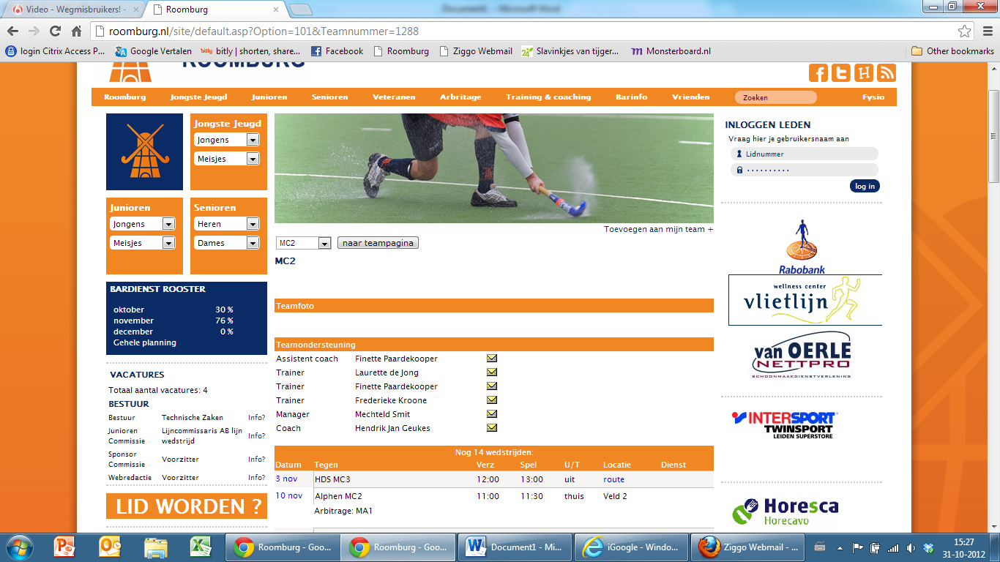 Video - Wegmisbruikers! -
Roomburg
Document1 - Microsoft Word
roomburg.nl/site/default.asp?Option=101&Teamnummer=1288
login Citrix Access P...
Google Vertalen
bitly bitly | shorten, share...
Facebook
Roomburg
Ziggo Webmail
Slavinkjes van tijger...
Monsterboard.nl
Other bookmarks
ROOMBURG
Roomburg Jongste Jeugd Junioren Senioren Veteranen Arbritage Training & coaching Barinfo Vrienden Zoeken Fysio
Jongste Jeugd
Jongens
Meisjes
Junioren
Jongens
Meisjes
Senioren
Heren
Dames
BARDIENST ROOSTER
oktober 30 %
november 76 %
december 0 %
Gehele planning
VACATURES
Totaal aantal vacatures: 4
BESTUUR
Bestuur Technische Zaken Info?
Junioren Commissie Lijncommissaris AB lijn wedstrijd Info?
Sponsor Commissie Voorzitter Info?
Webredactie Voorzitter Info?
LID WORDEN ?
Toevoegen aan mijn team +
MC2 naar teampagina
MC2
Teamfoto
Teamondersteuning
Assistent coach Finette Paardekooper
Trainer Laurette de Jong
Trainer Finette Paardekooper
Trainer Frederieke Kroone
Manager Mechteld Smit
Coach Hendrik Jan Geukes
Nog 14 wedstrijden:
Datum Tegen Verz Spel U/T Locatie Dienst
3 nov HDS MC3 12:00 13:00 uit route
10 nov Alphen MC2 11:00 11:30 thuis Veld 2
Arbitrage: MA1
INLOGGEN LEDEN
Vraag hier je gebruikersnaam aan
Lidnummer
log in
Rabobank
wellness center
vlietlijn
van OERLE
NETTPRO
SCHOONMAAKDIENSTVERLENING
INTERSPORT
TWINSPORT
LEIDEN SUPERSTORE
Horesca
Horecavo
Roomburg - Goo...
Roomburg - Goo...
Document1 - Mi...
iGoogle - Windo...
Ziggo Webmail - ...
15:27
31-10-2012